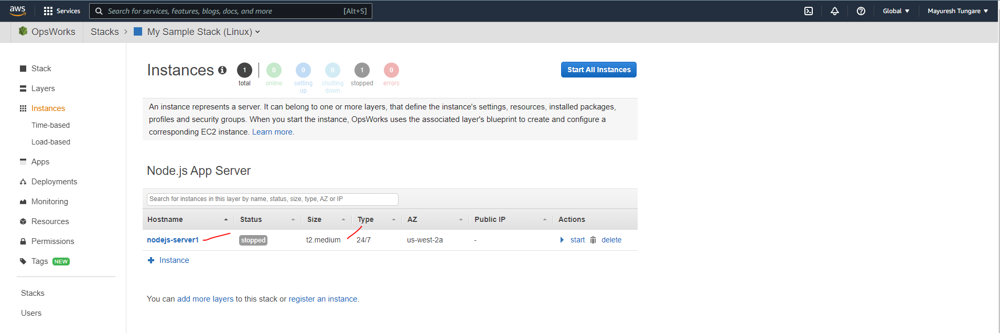 aws Services Search for services, features, blogs, docs, and more [Alt+S] Global Mayuresh Tungare
OpsWorks Stacks My Sample Stack (Linux)
Stack
Layers
Instances
Time-based
Load-based
Apps
Deployments
Monitoring
Resources
Permissions
Tags NEW
Stacks
Users
Instances
1 total
0 online
0 setting up
0 shutting down
1 stopped
0 errors
Start All Instances
An instance represents a server. It can belong to one or more layers, that define the instance's settings, resources, installed packages,
profiles and security groups. When you start the instance, OpsWorks uses the associated layer's blueprint to create and configure a
corresponding EC2 instance. Learn more.
Node.js App Server
Search for instances in this layer by name, status, size, type, AZ or IP
Hostname Status Size Type AZ Public IP Actions
nodejs-server1 stopped t2.medium 24/7 us-west-2a - start delete
Instance
You can add more layers to this stack or register an instance.